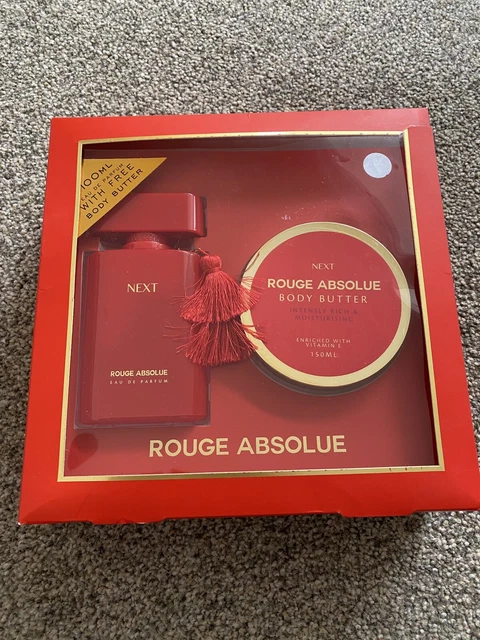 100ML
EAU DE PARFUM
WITH FREE
BODY BUTTER
NEXT
ROUGE ABSOLUE
EAU DE PARFUM
NEXT
ROUGE ABSOLUE
BODY BUTTER
INTENSLY RICH &
MOISTURISING
ENRICHED WITH
VITAMIN E
150ML
ROUGE ABSOLUE